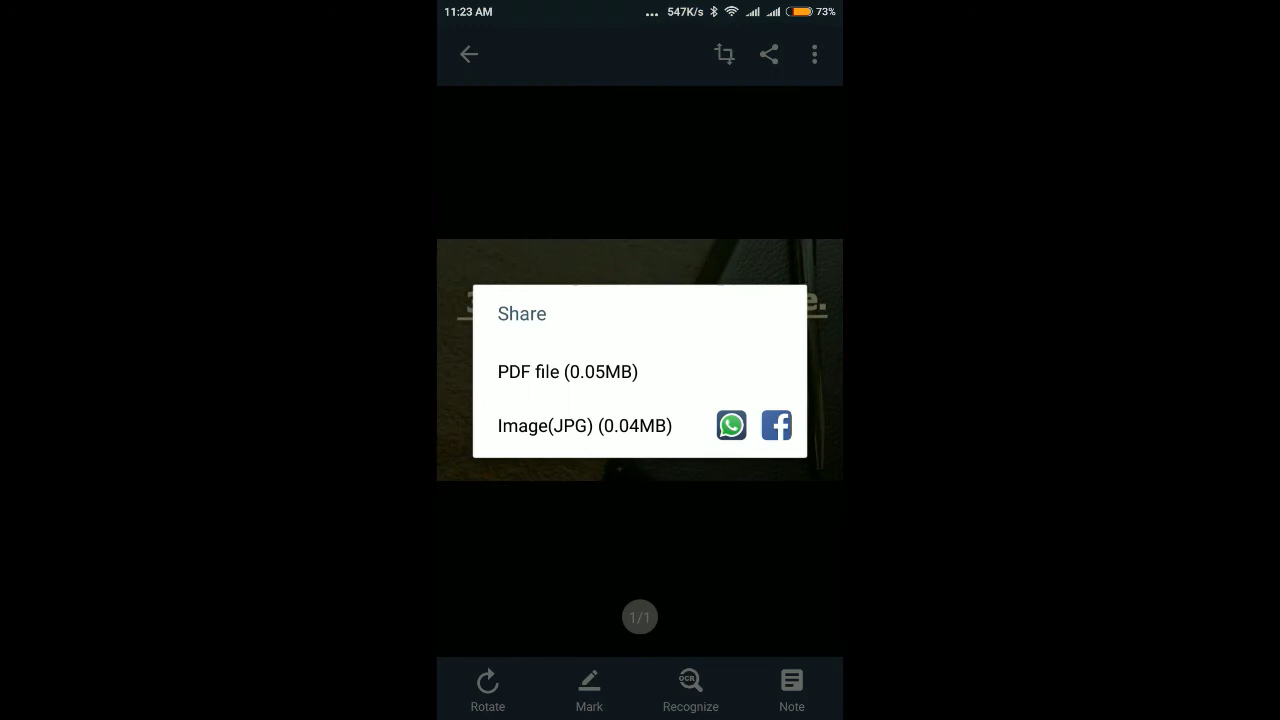 11:23 AM ... 547K/s 73%
Share
PDF file (0.05MB)
Image(JPG) (0.04MB)
1/1
OCR
Rotate Mark Recognize Note